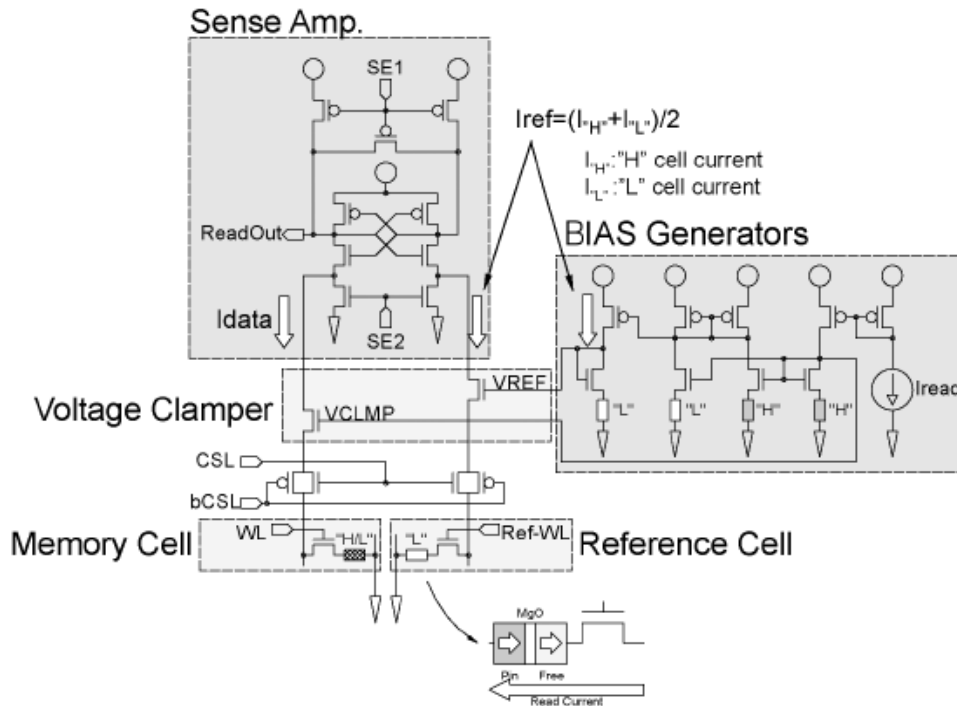 Sense Amp.
SE1
Iref=(I"H"+I"L")/2
I"H":"H" cell current
I"L":"L" cell current
ReadOut
BIAS Generators
Idata
SE2
VREF
"L"
"L"
"H"
"H"
Iread
Voltage Clamper
VCLMP
CSL
bCSL
Memory Cell
WL
"H/L"
"L"
Ref-WL
Reference Cell
MgO
Pin
Free
Read Current